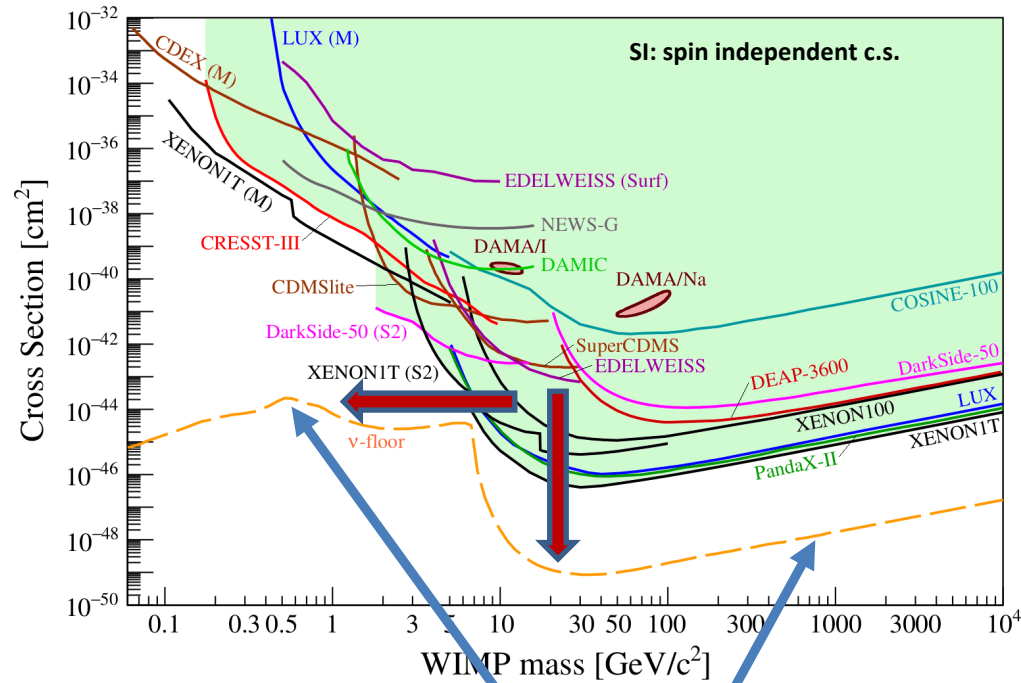 SI: spin independent c.s.
Cross Section [cm²]
10⁻³²
10⁻³⁴
10⁻³⁶
10⁻³⁸
10⁻⁴⁰
10⁻⁴²
10⁻⁴⁴
10⁻⁴⁶
10⁻⁴⁸
10⁻⁵⁰
CDEX (M)
LUX (M)
XENON1T (M)
EDELWEISS (Surf)
NEWS-G
CRESST-III
DAMA/I
DAMIC
DAMA/Na
CDMSlite
COSINE-100
DarkSide-50 (S2)
SuperCDMS
EDELWEISS
DarkSide-50
XENON1T (S2)
DEAP-3600
XENON100
LUX
XENON1T
PandaX-II
ν-floor
0.1 0.3 0.5 1 3 5 10 30 50 100 300 1000 3000 10⁴
WIMP mass [GeV/c²]